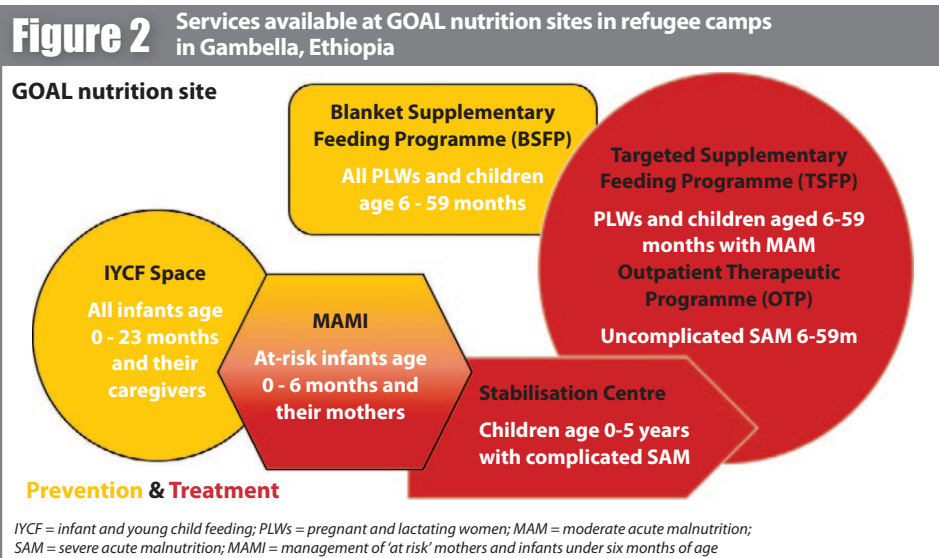 Figure 2
Services available at GOAL nutrition sites in refugee camps
in Gambella, Ethiopia
GOAL nutrition site
Blanket Supplementary
Feeding Programme (BSFP)
All PLWs and children
age 6 - 59 months
Targeted Supplementary
Feeding Programme (TSFP)
PLWs and children aged 6-59
months with MAM
Outpatient Therapeutic
Programme (OTP)
Uncomplicated SAM 6-59m
IYCF Space
All infants age
0 - 23 months
and their
caregivers
MAMI
At-risk infants age
0 - 6 months and
their mothers
Stabilisation Centre
Children age 0-5 years
with complicated SAM
Prevention & Treatment
IYCF = infant and young child feeding; PLWs = pregnant and lactating women; MAM = moderate acute malnutrition;
SAM = severe acute malnutrition; MAMI = management of ‘at risk’ mothers and infants under six months of age